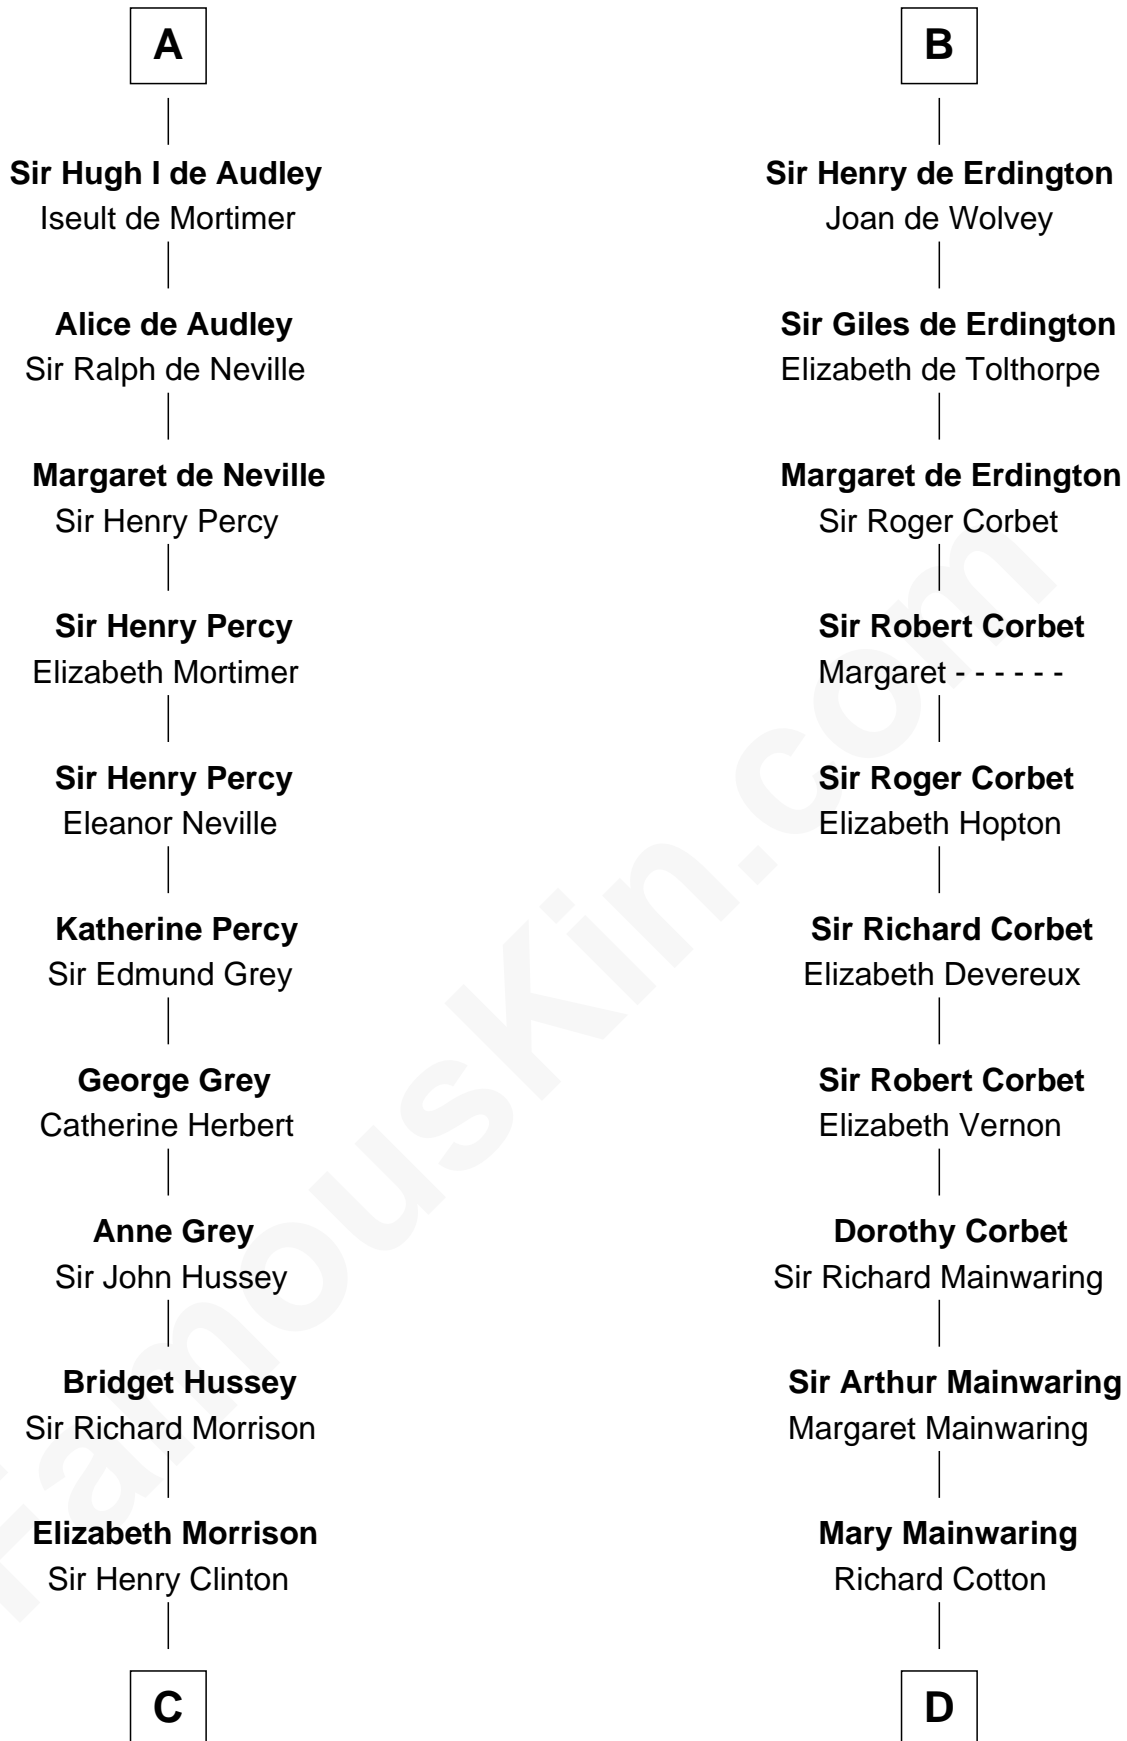 A
Sir Hugh I de Audley
Iseult de Mortimer
Alice de Audley
Sir Ralph de Neville
Margaret de Neville
Sir Henry Percy
Sir Henry Percy
Elizabeth Mortimer
Sir Henry Percy
Eleanor Neville
Katherine Percy
Sir Edmund Grey
George Grey
Catherine Herbert
Anne Grey
Sir John Hussey
Bridget Hussey
Sir Richard Morrison
Elizabeth Morrison
Sir Henry Clinton
C
B
Sir Henry de Erdington
Joan de Wolvey
Sir Giles de Erdington
Elizabeth de Tolthorpe
Margaret de Erdington
Sir Roger Corbet
Sir Robert Corbet
Margaret - - - - - -
Sir Roger Corbet
Elizabeth Hopton
Sir Richard Corbet
Elizabeth Devereux
Sir Robert Corbet
Elizabeth Vernon
Dorothy Corbet
Sir Richard Mainwaring
Sir Arthur Mainwaring
Margaret Mainwaring
Mary Mainwaring
Richard Cotton
D
FamousKin.com